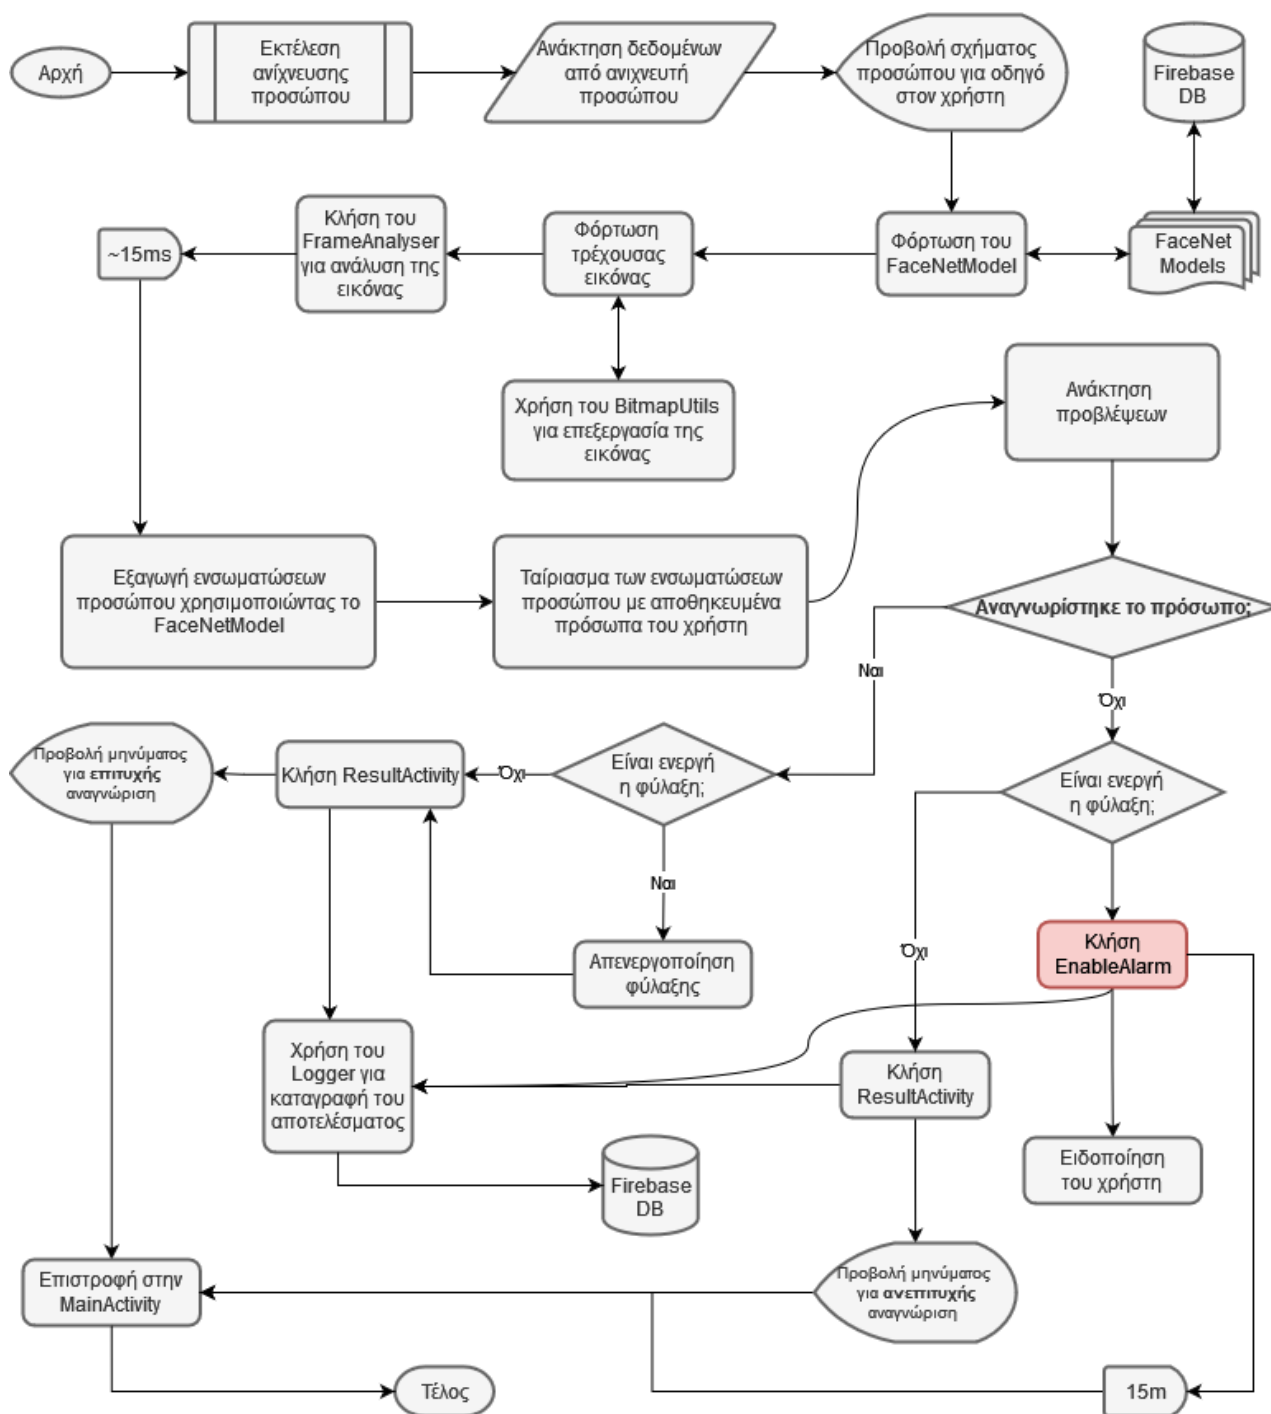 Αρχή
Εκτέλεση
ανίχνευσης
προσώπου
Ανάκτηση δεδομένων
από ανιχνευτή
προσώπου
Προβολή σχήματος
προσώπου για οδηγό
στον χρήστη
Firebase
DB
~15ms
Κλήση του
FrameAnalyser
για ανάλυση της
εικόνας
Φόρτωση
τρέχουσας
εικόνας
Φόρτωση του
FaceNetModel
FaceNet
Models
Χρήση του BitmapUtils
για επεξεργασία της
εικόνας
Ανάκτηση
προβλέψεων
Εξαγωγή ενσωματώσεων
προσώπου χρησιμοποιώντας το
FaceNetModel
Ταίριασμα των ενσωματώσεων
προσώπου με αποθηκευμένα
πρόσωπα του χρήστη
Αναγνωρίστηκε το πρόσωπο;
Ναι
Όχι
Προβολή μηνύματος
για επιτυχής
αναγνώριση
Κλήση ResultActivity
Όχι
Είναι ενεργή
η φύλαξη;
Είναι ενεργή
η φύλαξη;
Ναι
Απενεργοποίηση
φύλαξης
Όχι
Κλήση
EnableAlarm
Χρήση του
Logger για
καταγραφή του
αποτελέσματος
Κλήση
ResultActivity
Ειδοποίηση
του χρήστη
Firebase
DB
Επιστροφή στην
MainActivity
Προβολή μηνύματος
για ανεπιτυχής
αναγνώριση
Τέλος
15m